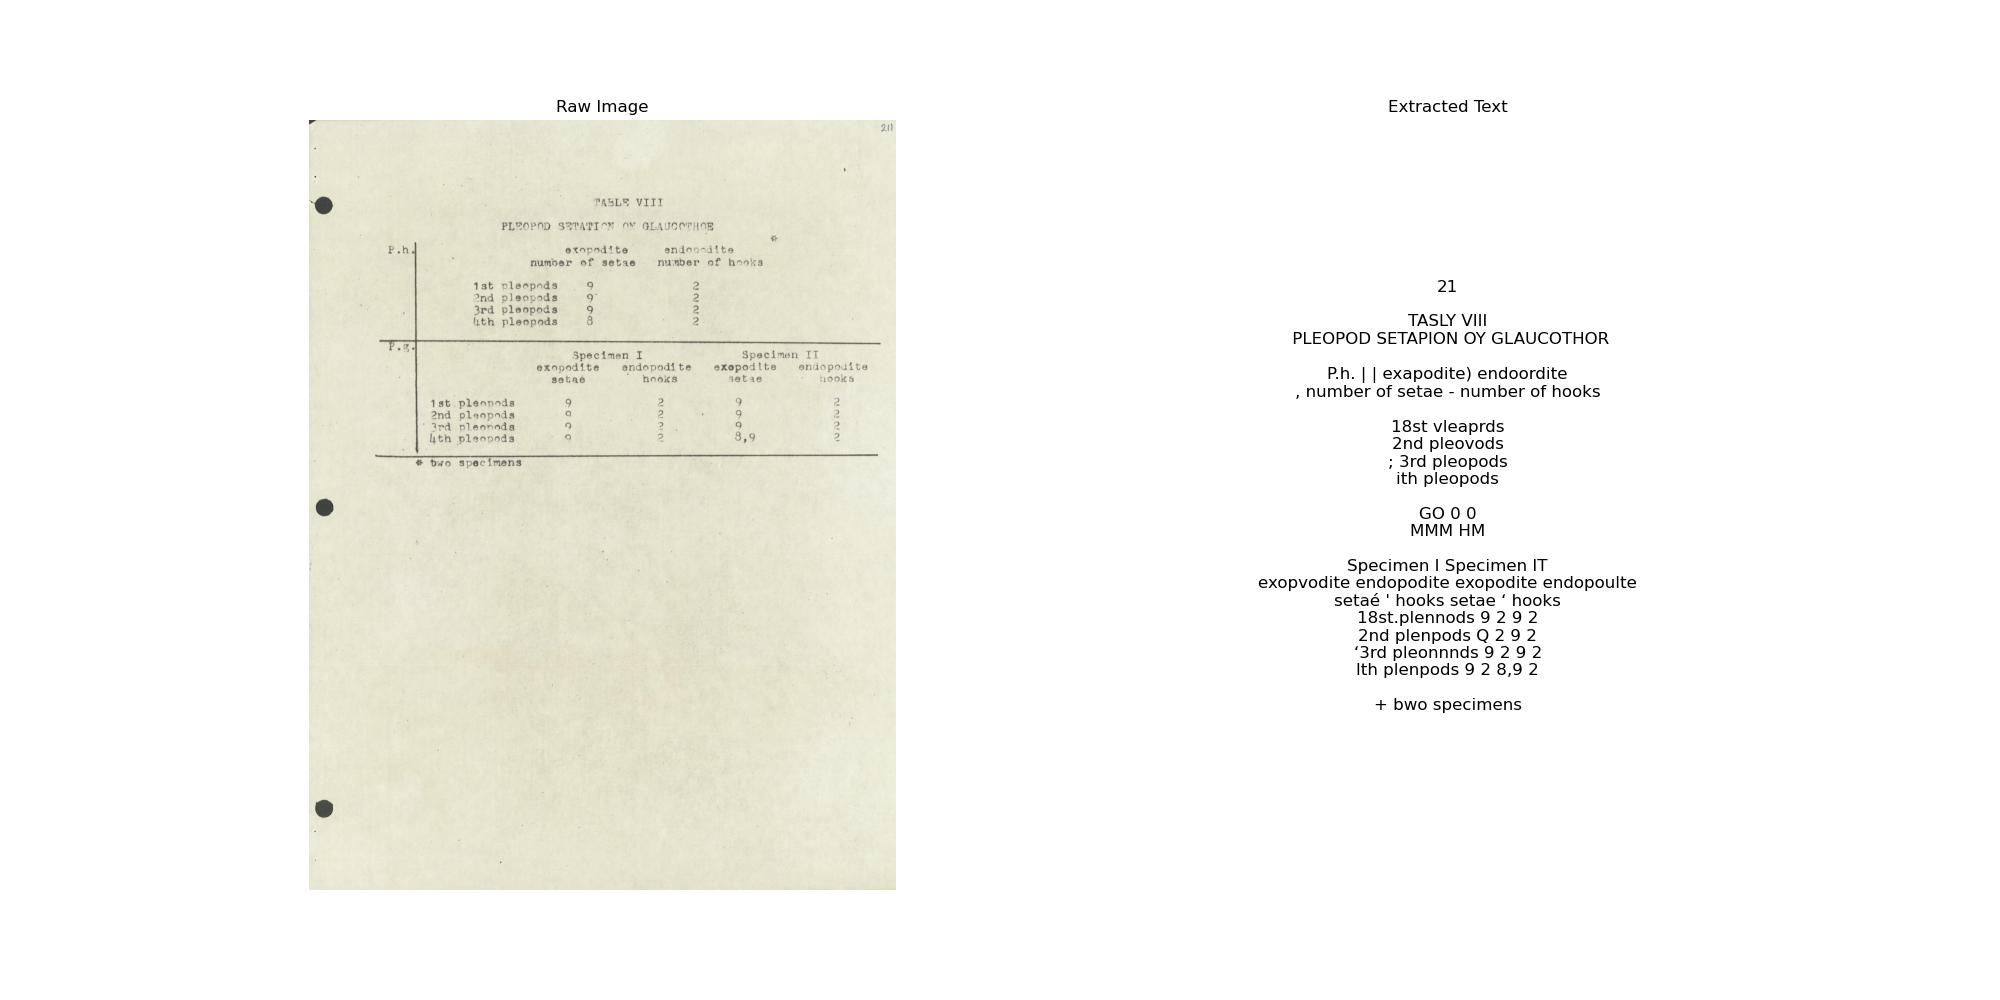 Raw Image
211
TABLE VIII
PLEOPOD SETATION OF GLAUCOTHOE
*
P.h. exopodite endopodite
number of setae number of hooks
1st pleopods 9 2
2nd pleopods 9 2
3rd pleopods 9 2
4th pleopods 8 2
P.g.
Specimen I Specimen II
exopodite endopodite exopodite endopodite
setae hooks setae hooks
1st pleopods 9 2 9 2
2nd pleopods 9 2 9 2
3rd pleopods 9 2 9 2
4th pleopods 9 2 8,9 2
* two specimens
Extracted Text
21
TASLY VIII
PLEOPOD SETAPION OY GLAUCOTHOR
P.h. | | exapodite) endoordite
, number of setae - number of hooks
18st vleaprds
2nd pleovods
; 3rd pleopods
ith pleopods
GO 0 0
MMM HM
Specimen I Specimen IT
exopvodite endopodite exopodite endopoulte
setaé ' hooks setae ‘ hooks
18st.plennods 9 2 9 2
2nd plenpods Q 2 9 2
‘3rd pleonnnds 9 2 9 2
lth plenpods 9 2 8,9 2
+ bwo specimens